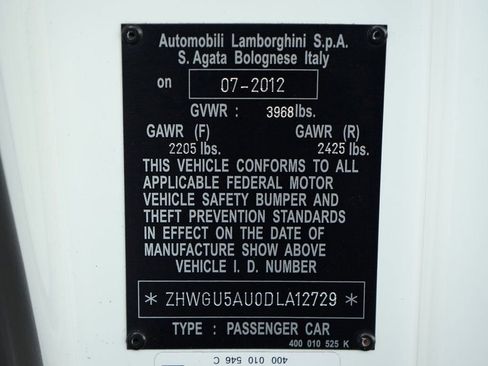 Automobili Lamborghini S.p.A.
S. Agata Bolognese Italy
on 07-2012
GVWR : 3968lbs.
GAWR (F) GAWR (R)
2205 lbs. 2425 lbs.
THIS VEHICLE CONFORMS TO ALL
APPLICABLE FEDERAL MOTOR
VEHICLE SAFETY BUMPER AND
THEFT PREVENTION STANDARDS
IN EFFECT ON THE DATE OF
MANUFACTURE SHOW ABOVE
VEHICLE I. D. NUMBER
* ZHWGU5AU0DLA12729 *
TYPE : PASSENGER CAR
400 010 525 K
400 010 546 C